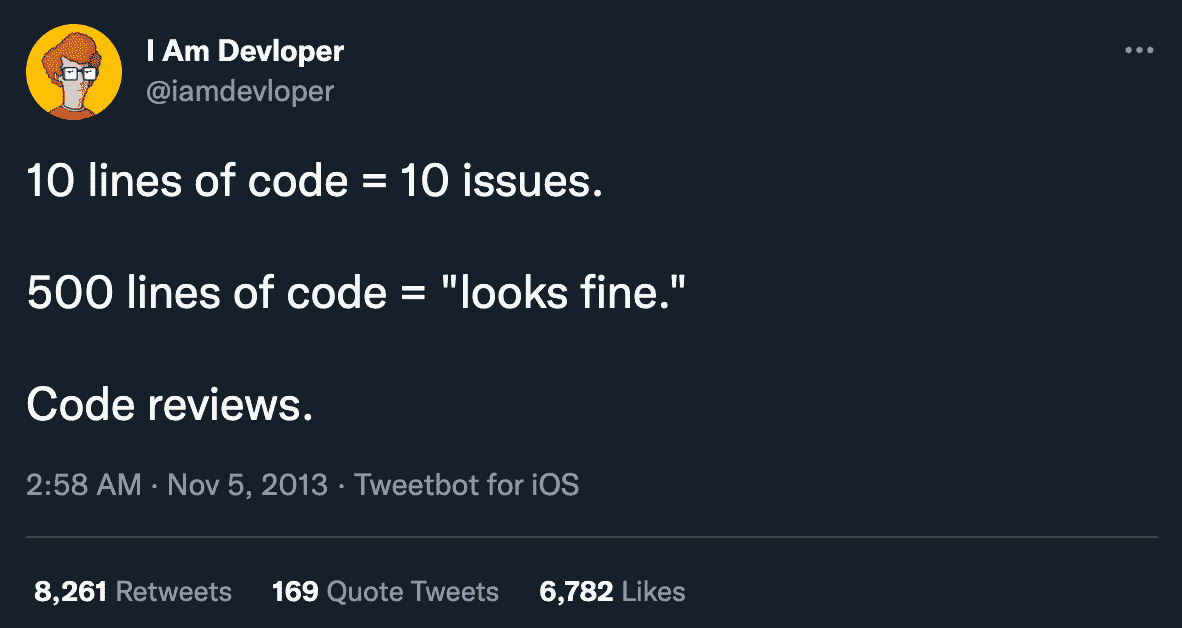 I Am Devloper
@iamdevloper
10 lines of code = 10 issues.
500 lines of code = "looks fine."
Code reviews.
2:58 AM · Nov 5, 2013 · Tweetbot for iOS
8,261 Retweets 169 Quote Tweets 6,782 Likes